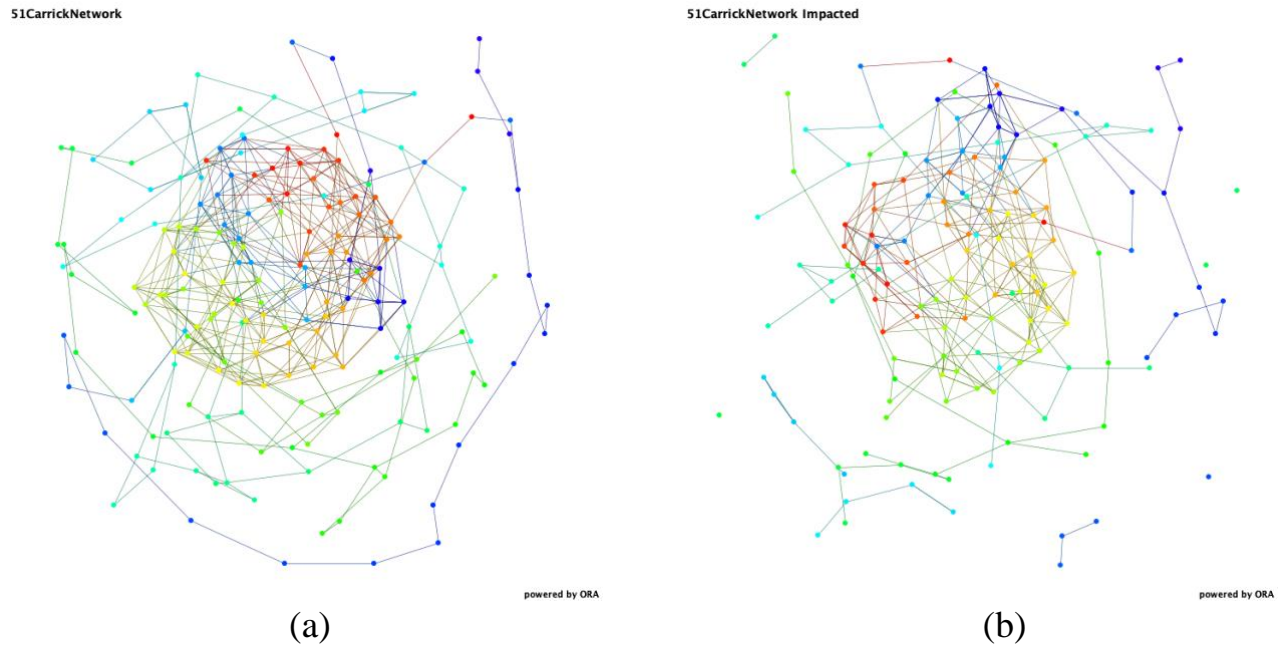 51CarrickNetwork
51CarrickNetwork Impacted
powered by ORA
powered by ORA
(a)
(b)